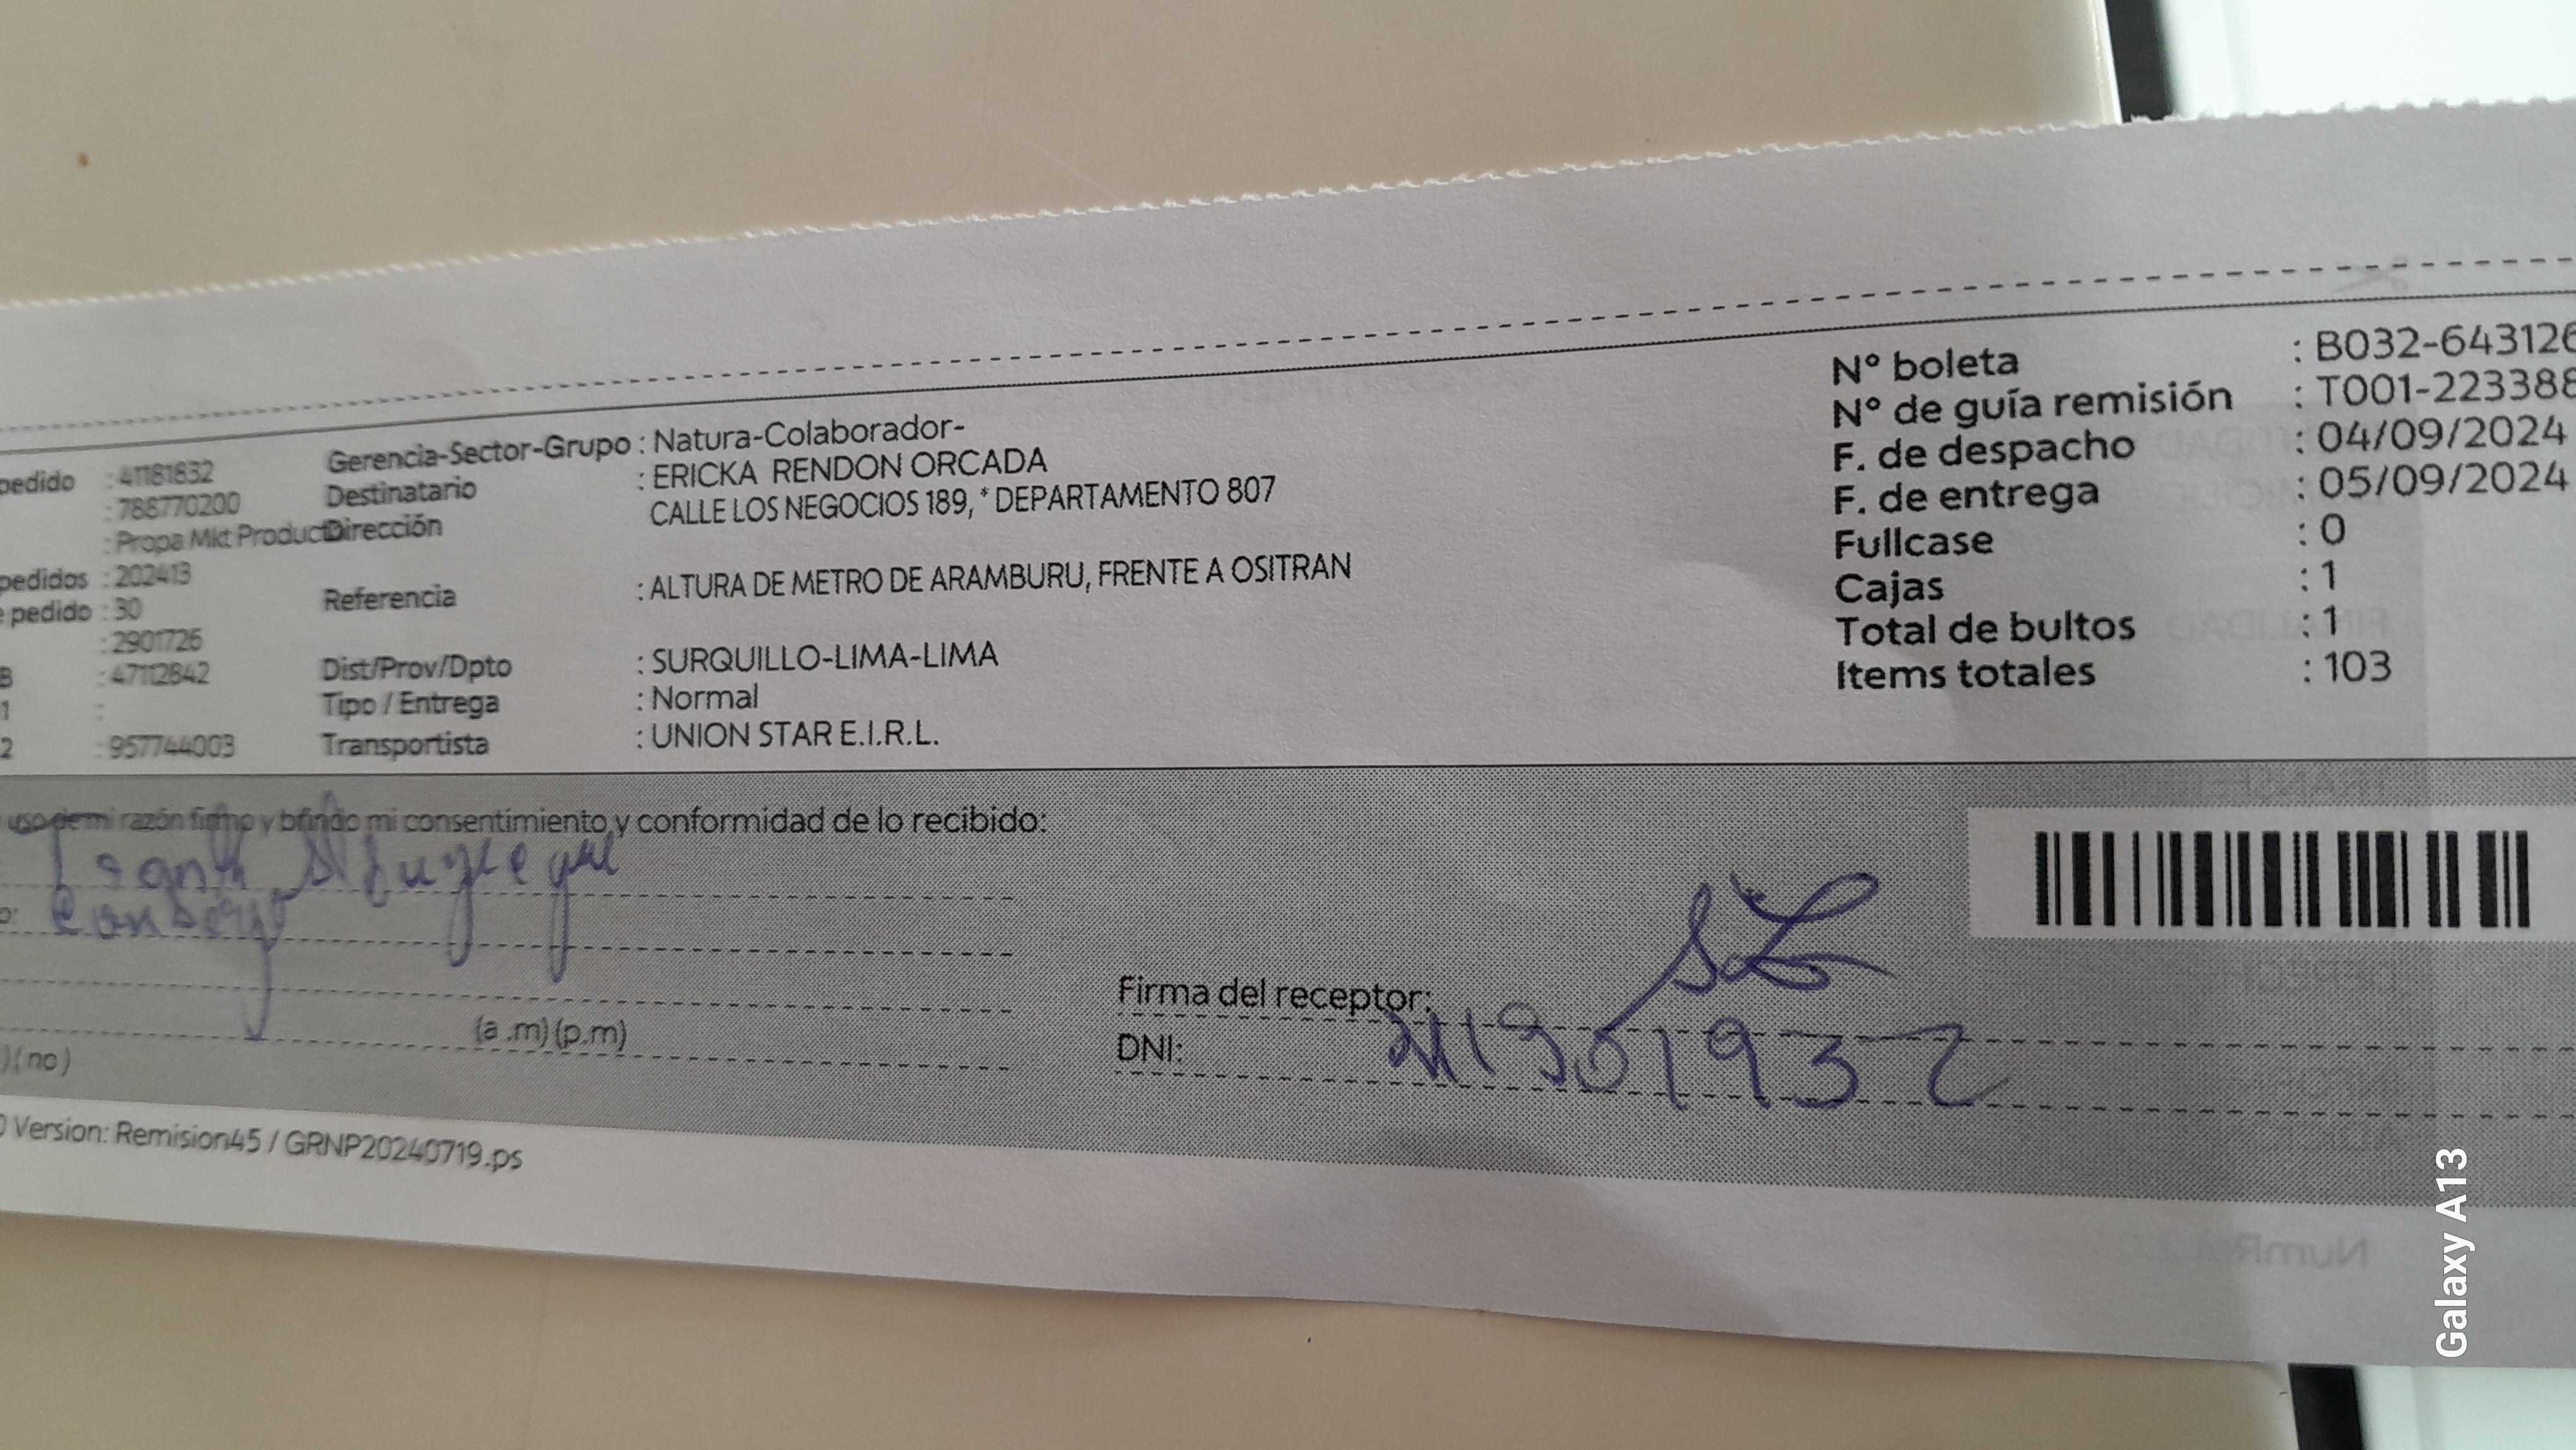 pedido : 41181832
: 788770200
: Propa Mkt Producto
pedidos : 202413
e pedido : 30
: 2901726
B : 47112842
1 :
2 : 957744003
Gerencia-Sector-Grupo : Natura-Colaborador-
Destinatario : ERICKA RENDON ORCADA
Dirección CALLE LOS NEGOCIOS 189, * DEPARTAMENTO 807
Referencia : ALTURA DE METRO DE ARAMBURU, FRENTE A OSITRAN
Dist/Prov/Dpto : SURQUILLO-LIMA-LIMA
Tipo / Entrega : Normal
Transportista : UNION STAR E.I.R.L.
N° boleta : B032-643126
N° de guía remisión : T001-223388
F. de despacho : 04/09/2024
F. de entrega : 05/09/2024
Fullcase : 0
Cajas : 1
Total de bultos : 1
Items totales : 103
uso de mi razón firmo y brindo mi consentimiento y conformidad de lo recibido:
o:
(a .m) (p.m)
) ( no )
Firma del receptor:
DNI:
Version: Remision45 / GRNP20240719.ps
Galaxy A13